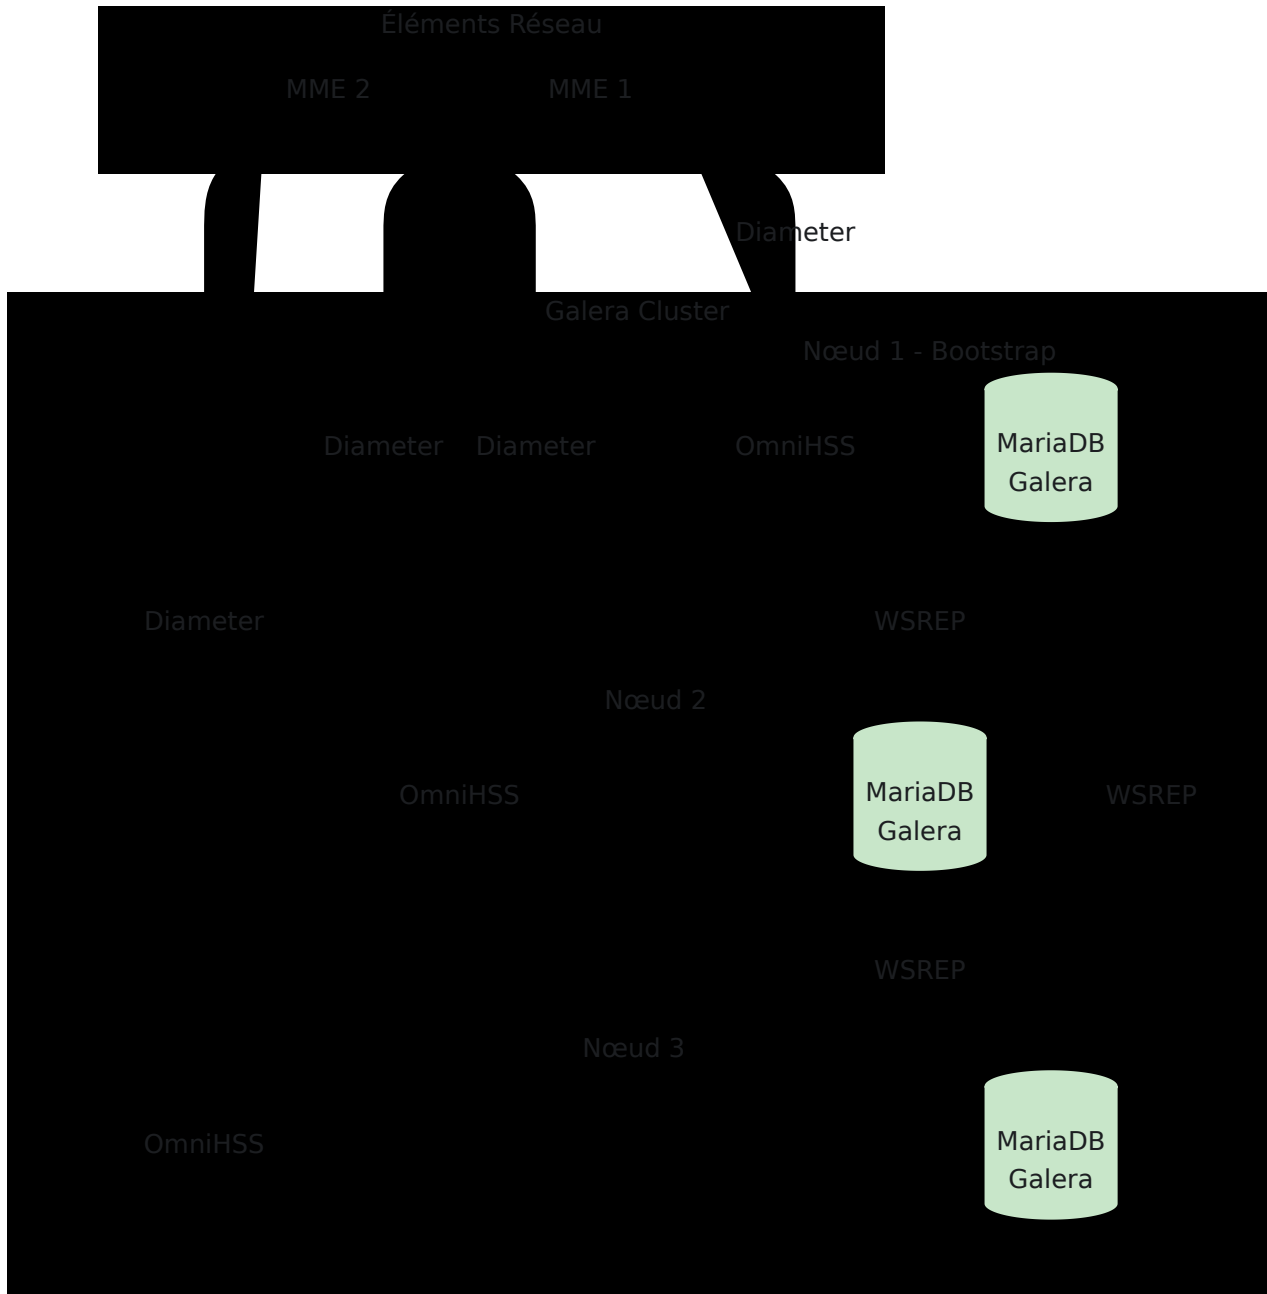 Éléments Réseau
MME 2
MME 1
Diameter
Galera Cluster
Nœud 1 - Bootstrap
Diameter
Diameter
OmniHSS
MariaDB
Galera
Diameter
WSREP
Nœud 2
OmniHSS
MariaDB
Galera
WSREP
WSREP
Nœud 3
OmniHSS
MariaDB
Galera